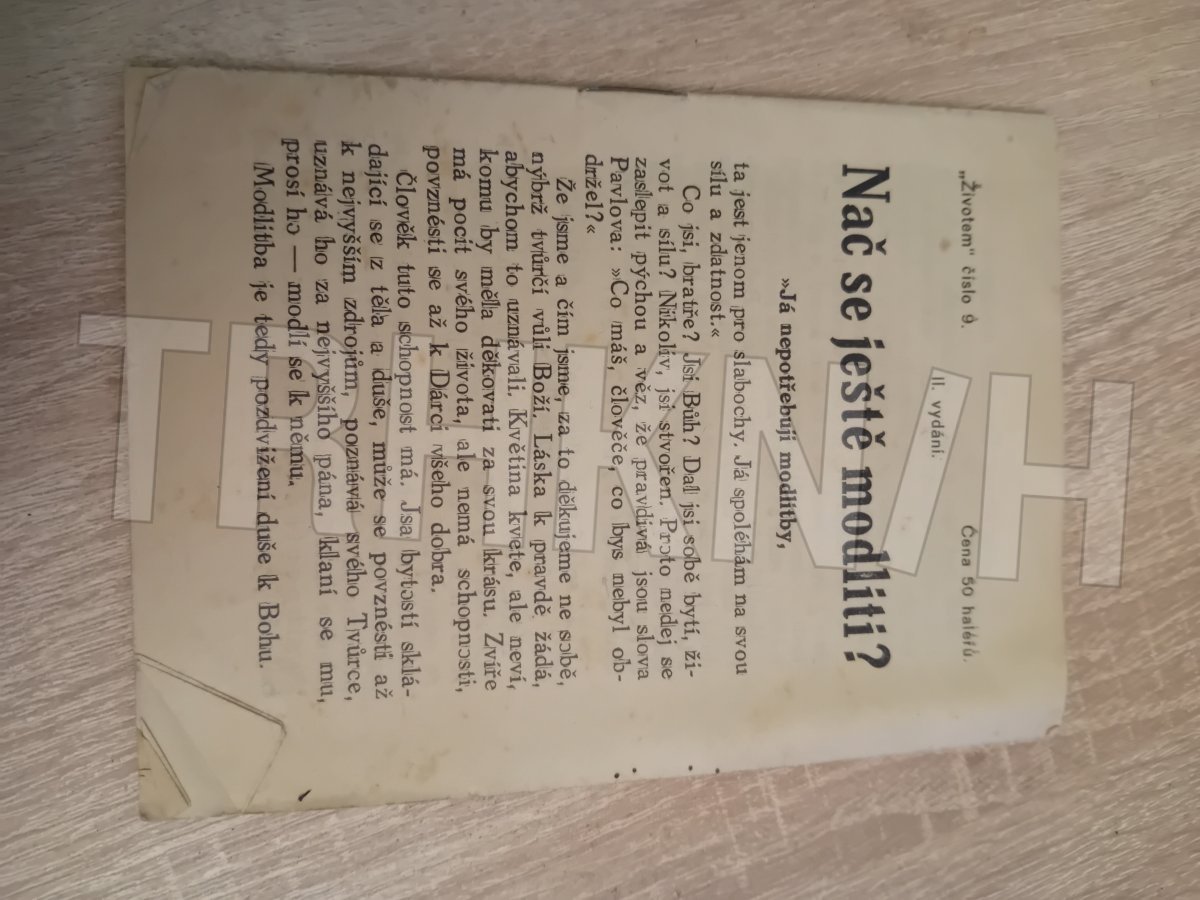 „Životem" číslo 9.
Cena 50 haléřů.
II. vydání.
Nač se ještě modliti?
»Já nepotřebuji modlitby,
ta jest jenom pro slabochy. Já spoléhám na svou
sílu a zdatnost.«
Co jsi, bratře? Jsi Bůh? Dal jsi sobě bytí, ži-
vot a sílu? Nikoliv, jsi stvořen. Proto nedej se
zaslepit pýchou a věz, že pravdivá jsou slova
Pavlova: »Co máš, člověče, co bys nebyl ob-
držel?«
Že jsme a čím jsme, za to děkujeme ne sobě,
nýbrž tvůrčí vůli Boží. Láska k pravdě žádá,
abychom to uznávali. Květina kvete, ale neví,
komu by měla děkovati za svou krásu. Zvíře
má pocit svého života, ale nemá schopnosti,
povznésti se až k Dárci všeho dobra.
Člověk tuto schopnost má. Jsa bytostí sklá-
dající se z těla a duše, může se povznésti až
k nejvyšším zdrojům, poznává svého Tvůrce,
uznává ho za nejvyššího pána, klaní se mu,
prosí ho — modlí se k němu.
Modlitba je tedy pozdvižení duše k Bohu.